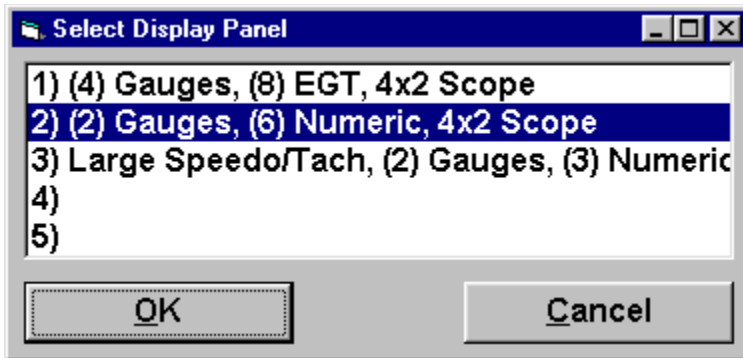 Select Display Panel
1) (4) Gauges, (8) EGT, 4x2 Scope
2) (2) Gauges, (6) Numeric, 4x2 Scope
3) Large Speedo/Tach, (2) Gauges, (3) Numeric
4)
5)
OK
Cancel